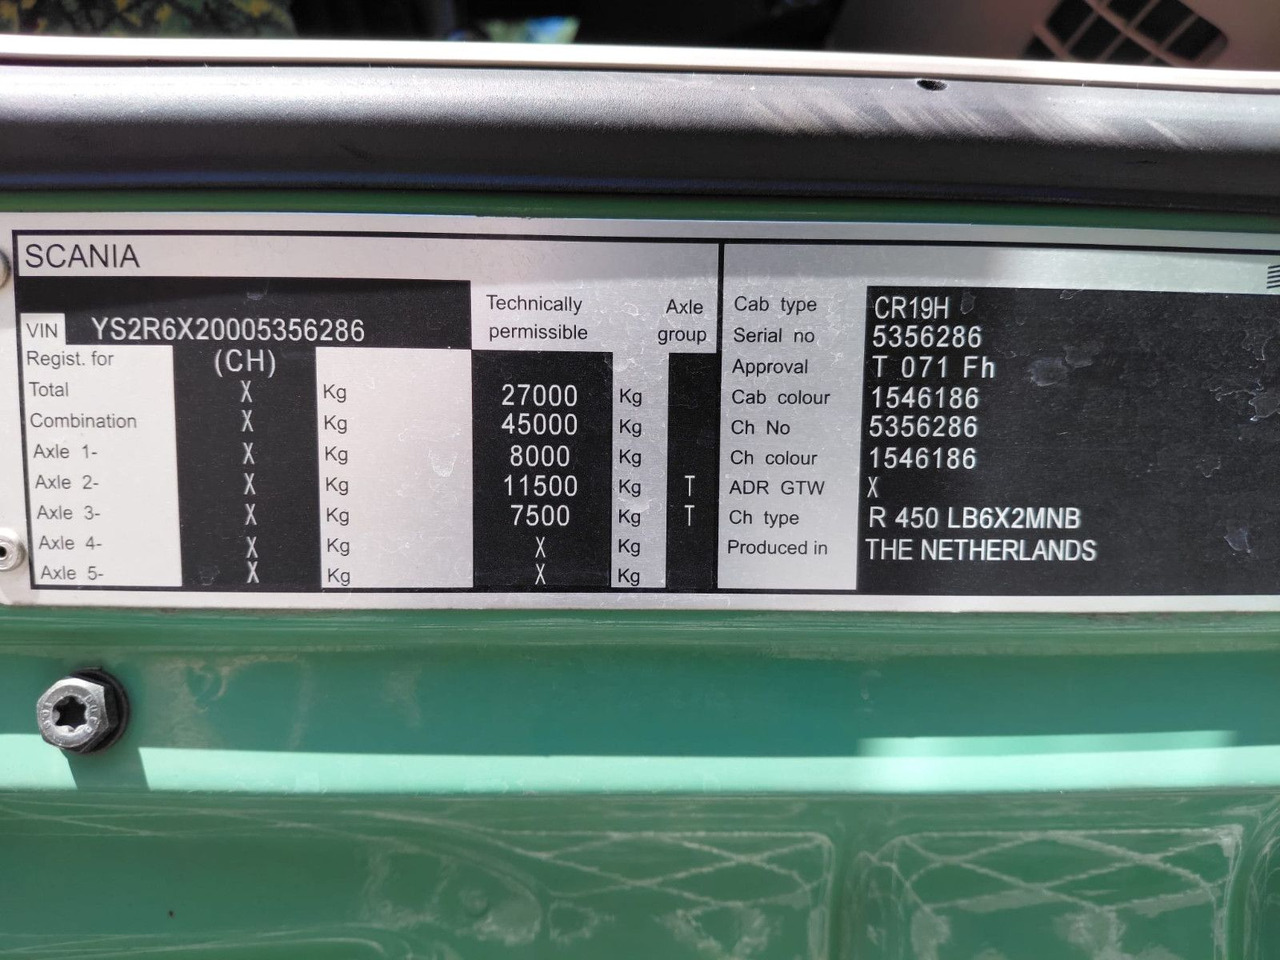 SCANIA
VIN YS2R6X20005356286
Technically permissible
Axle group
Regist. for (CH)
Total X Kg 27000 Kg
Combination X Kg 45000 Kg
Axle 1- X Kg 8000 Kg
Axle 2- X Kg 11500 Kg T
Axle 3- X Kg 7500 Kg T
Axle 4- X Kg X Kg
Axle 5- X Kg X Kg
Cab type CR19H
Serial no 5356286
Approval T 071 Fh
Cab colour 1546186
Ch No 5356286
Ch colour 1546186
ADR GTW X
Ch type R 450 LB6X2MNB
Produced in THE NETHERLANDS